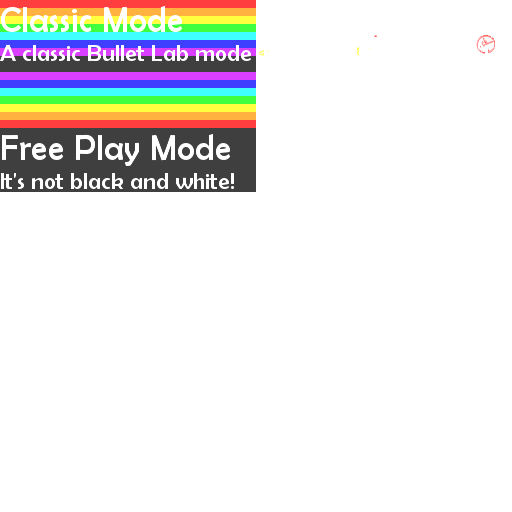 Classic Mode
A classic Bullet Lab mode
Free Play Mode
It's not black and white!